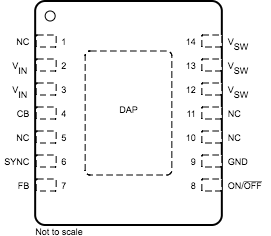 NC 1 14 VSW
VIN 2 13 VSW
VIN 3 12 VSW
DAP
CB 4 11 NC
NC 5 10 NC
SYNC 6 9 GND
FB 7 8 ON/OFF
Not to scale